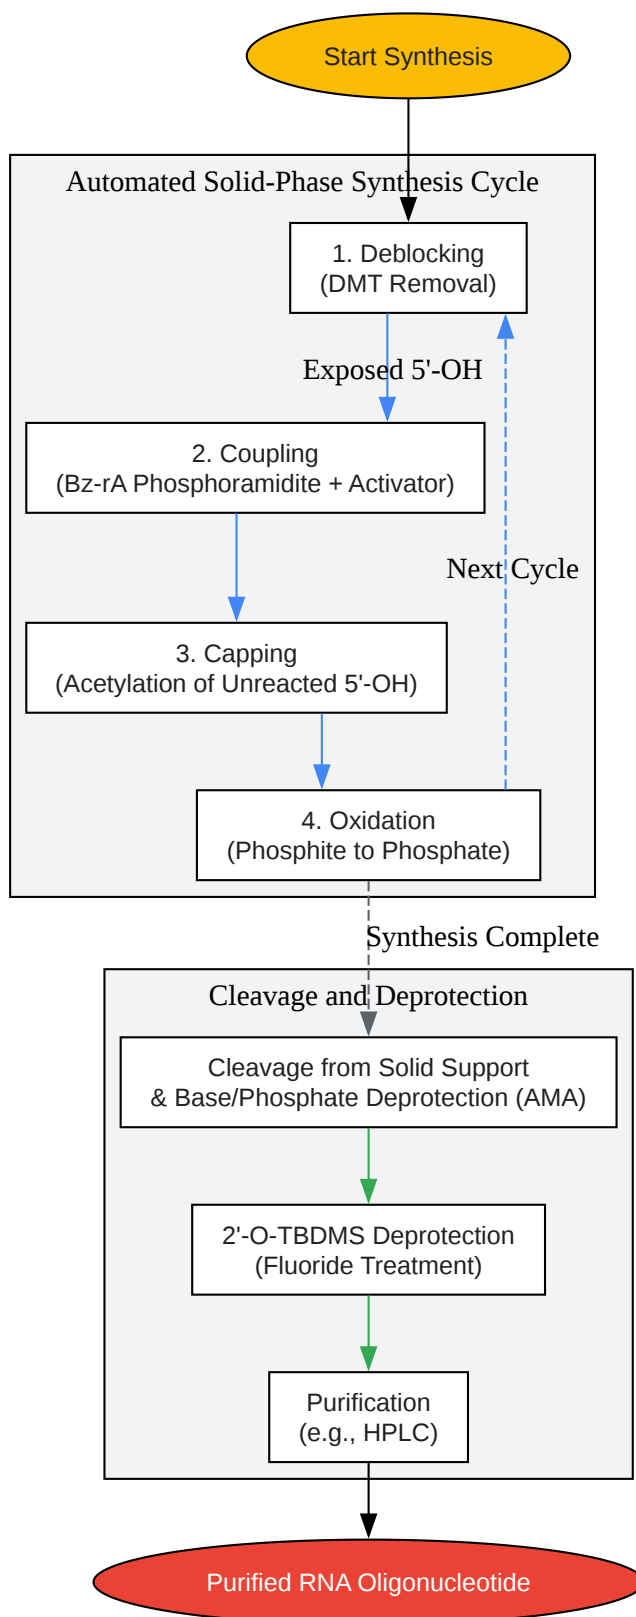 Start Synthesis
Automated Solid-Phase Synthesis Cycle
1. Deblocking
(DMT Removal)
Exposed 5'-OH
2. Coupling
(Bz-rA Phosphoramidite + Activator)
Next Cycle
3. Capping
(Acetylation of Unreacted 5'-OH)
4. Oxidation
(Phosphite to Phosphate)
Synthesis Complete
Cleavage and Deprotection
Cleavage from Solid Support
& Base/Phosphate Deprotection (AMA)
2'-O-TBDMS Deprotection
(Fluoride Treatment)
Purification
(e.g., HPLC)
Purified RNA Oligonucleotide